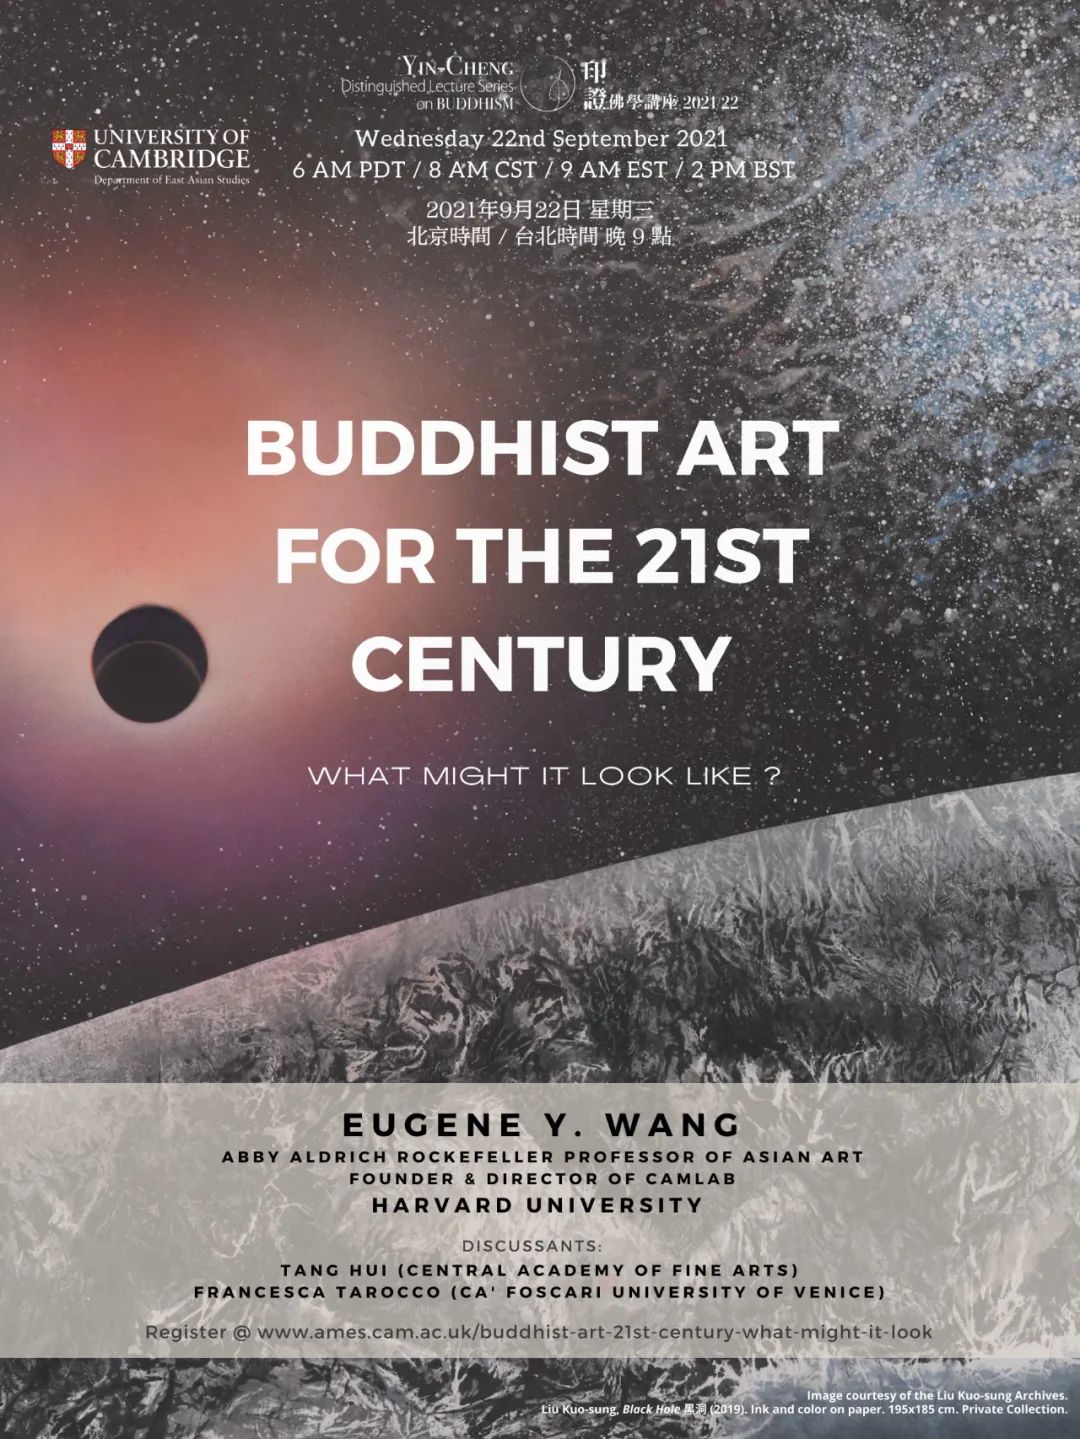 YIN-CHENG
Distinguished Lecture Series
on BUDDHISM
印
證佛學講座 2021/22
UNIVERSITY OF
CAMBRIDGE
Department of East Asian Studies
Wednesday 22nd September 2021
6 AM PDT / 8 AM CST / 9 AM EST / 2 PM BST
2021年9月22日 星期三
北京時間 / 台北時間 晚 9 點
BUDDHIST ART
FOR THE 21ST
CENTURY
WHAT MIGHT IT LOOK LIKE ?
EUGENE Y. WANG
ABBY ALDRICH ROCKEFELLER PROFESSOR OF ASIAN ART
FOUNDER & DIRECTOR OF CAMLAB
HARVARD UNIVERSITY
DISCUSSANTS:
TANG HUI (CENTRAL ACADEMY OF FINE ARTS)
FRANCESCA TAROCCO (CA' FOSCARI UNIVERSITY OF VENICE)
Register @ www.ames.cam.ac.uk/buddhist-art-21st-century-what-might-it-look
Image courtesy of the Liu Kuo-sung Archives.
Liu Kuo-sung, Black Hole 黑洞 (2019). Ink and color on paper. 195x185 cm. Private Collection.